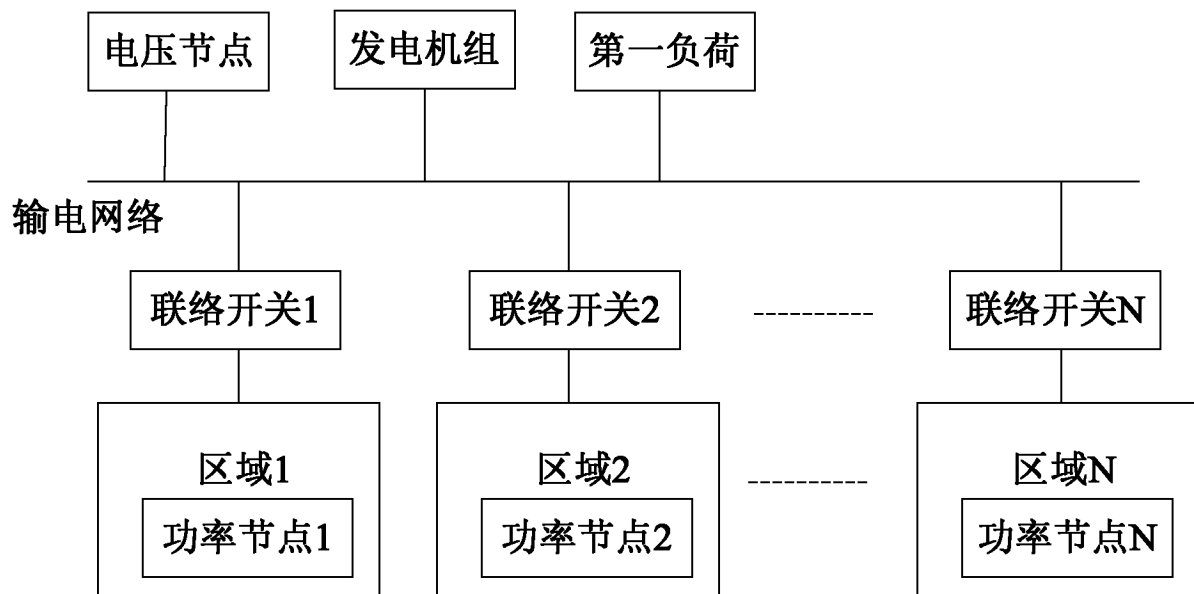 电压节点
发电机组
第一负荷
输电网络
联络开关1
联络开关2
联络开关N
区域1
区域2
区域N
功率节点1
功率节点2
功率节点N